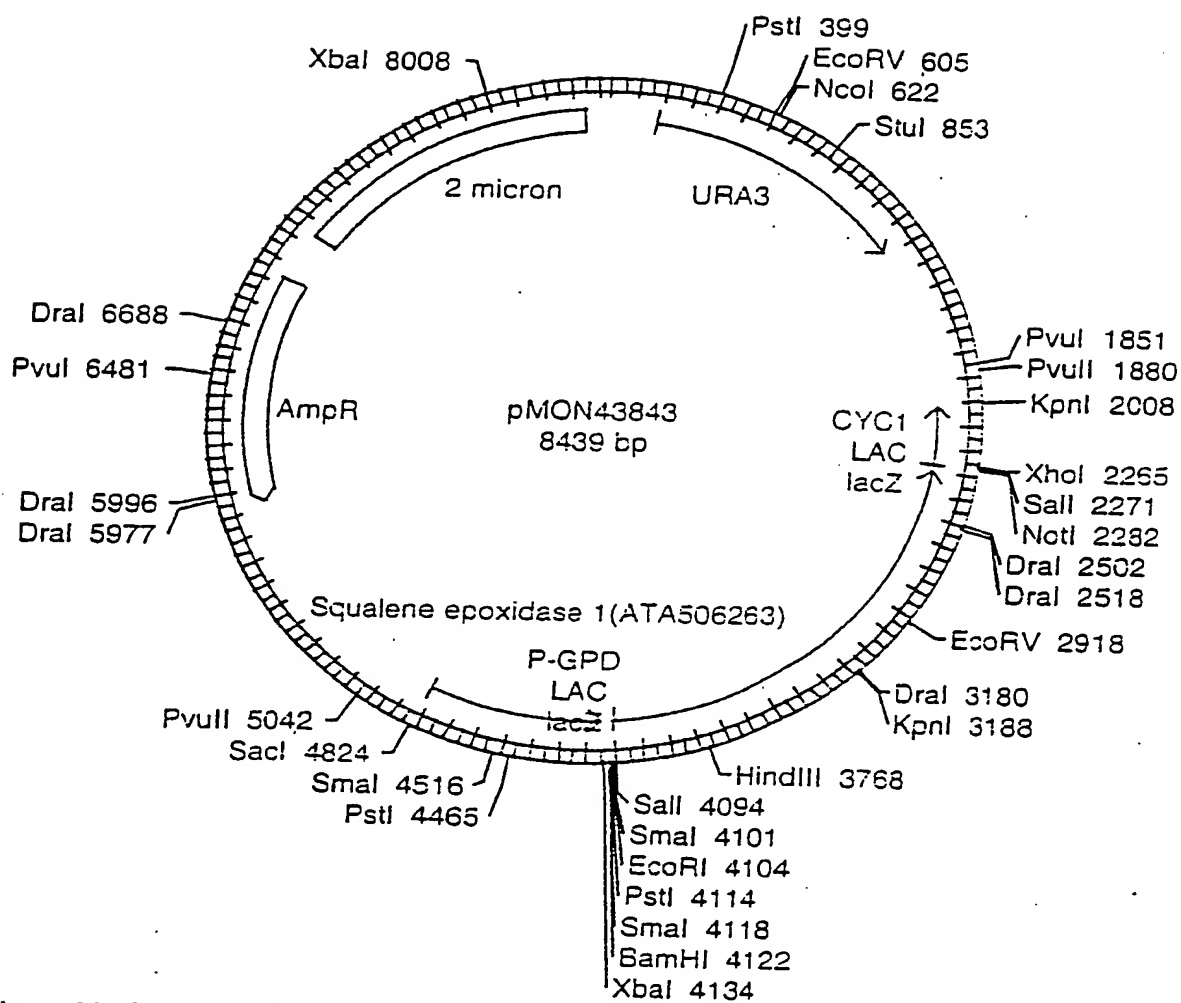 PstI 399
EcoRV 605
NcoI 622
StuI 853
XbaI 8008
2 micron
URA3
DraI 6688
PvuI 6481
AmpR
pMON43843
8439 bp
CYC1
LAC
lacZ
PvuI 1851
PvuII 1880
KpnI 2008
XhoI 2265
SalI 2271
NotI 2282
DraI 2502
DraI 2518
EcoRV 2918
DraI 3180
KpnI 3188
HindIII 3768
DraI 5996
DraI 5977
Squalene epoxidase 1(ATA506263)
P-GPD
LAC
lacZ
PvuII 5042
SacI 4824
SmaI 4516
PstI 4465
SalI 4094
SmaI 4101
EcoRI 4104
PstI 4114
SmaI 4118
BamHI 4122
XbaI 4134